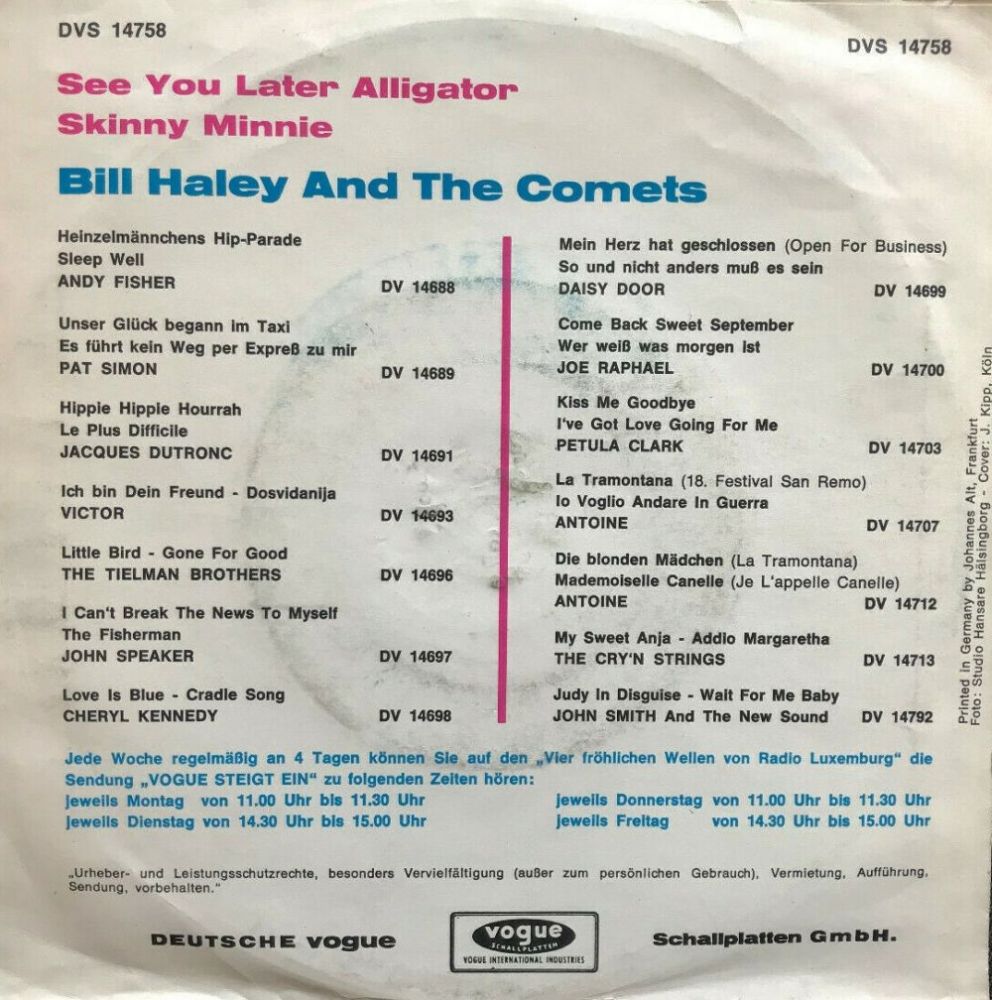 DVS 14758
DVS 14758
See You Later Alligator
Skinny Minnie
Bill Haley And The Comets
Heinzelmännchens Hip-Parade
Sleep Well
ANDY FISHER DV 14688
Unser Glück begann im Taxi
Es führt kein Weg per Expreß zu mir
PAT SIMON DV 14689
Hippie Hippie Hourrah
Le Plus Difficile
JACQUES DUTRONC DV 14691
Ich bin Dein Freund - Dosvidanija
VICTOR DV 14693
Little Bird - Gone For Good
THE TIELMAN BROTHERS DV 14696
I Can't Break The News To Myself
The Fisherman
JOHN SPEAKER DV 14697
Love Is Blue - Cradle Song
CHERYL KENNEDY DV 14698
Mein Herz hat geschlossen (Open For Business)
So und nicht anders muß es sein
DAISY DOOR DV 14699
Come Back Sweet September
Wer weiß was morgen ist
JOE RAPHAEL DV 14700
Kiss Me Goodbye
I've Got Love Going For Me
PETULA CLARK DV 14703
La Tramontana (18. Festival San Remo)
Io Voglio Andare In Guerra
ANTOINE DV 14707
Die blonden Mädchen (La Tramontana)
Mademoiselle Canelle (Je L'appelle Canelle)
ANTOINE DV 14712
My Sweet Anja - Addio Margaretha
THE CRY'N STRINGS DV 14713
Judy In Disguise - Wait For Me Baby
JOHN SMITH And The New Sound DV 14792
Printed in Germany by Johannes Alt, Frankfurt
Foto: Studio Hansare Hälsingborg - Cover: J. Kipp, Köln
Jede Woche regelmäßig an 4 Tagen können Sie auf den „Vier fröhlichen Wellen von Radio Luxemburg" die
Sendung „VOGUE STEIGT EIN" zu folgenden Zeiten hören:
jeweils Montag von 11.00 Uhr bis 11.30 Uhr
jeweils Dienstag von 14.30 Uhr bis 15.00 Uhr
jeweils Donnerstag von 11.00 Uhr bis 11.30 Uhr
jeweils Freitag von 14.30 Uhr bis 15.00 Uhr
„Urheber- und Leistungsschutzrechte, besonders Vervielfältigung (außer zum persönlichen Gebrauch), Vermietung, Aufführung,
Sendung, vorbehalten."
DEUTSCHE vogue
vogue
SCHALLPLATTEN
VOGUE INTERNATIONAL INDUSTRIES
Schallplatten GmbH.